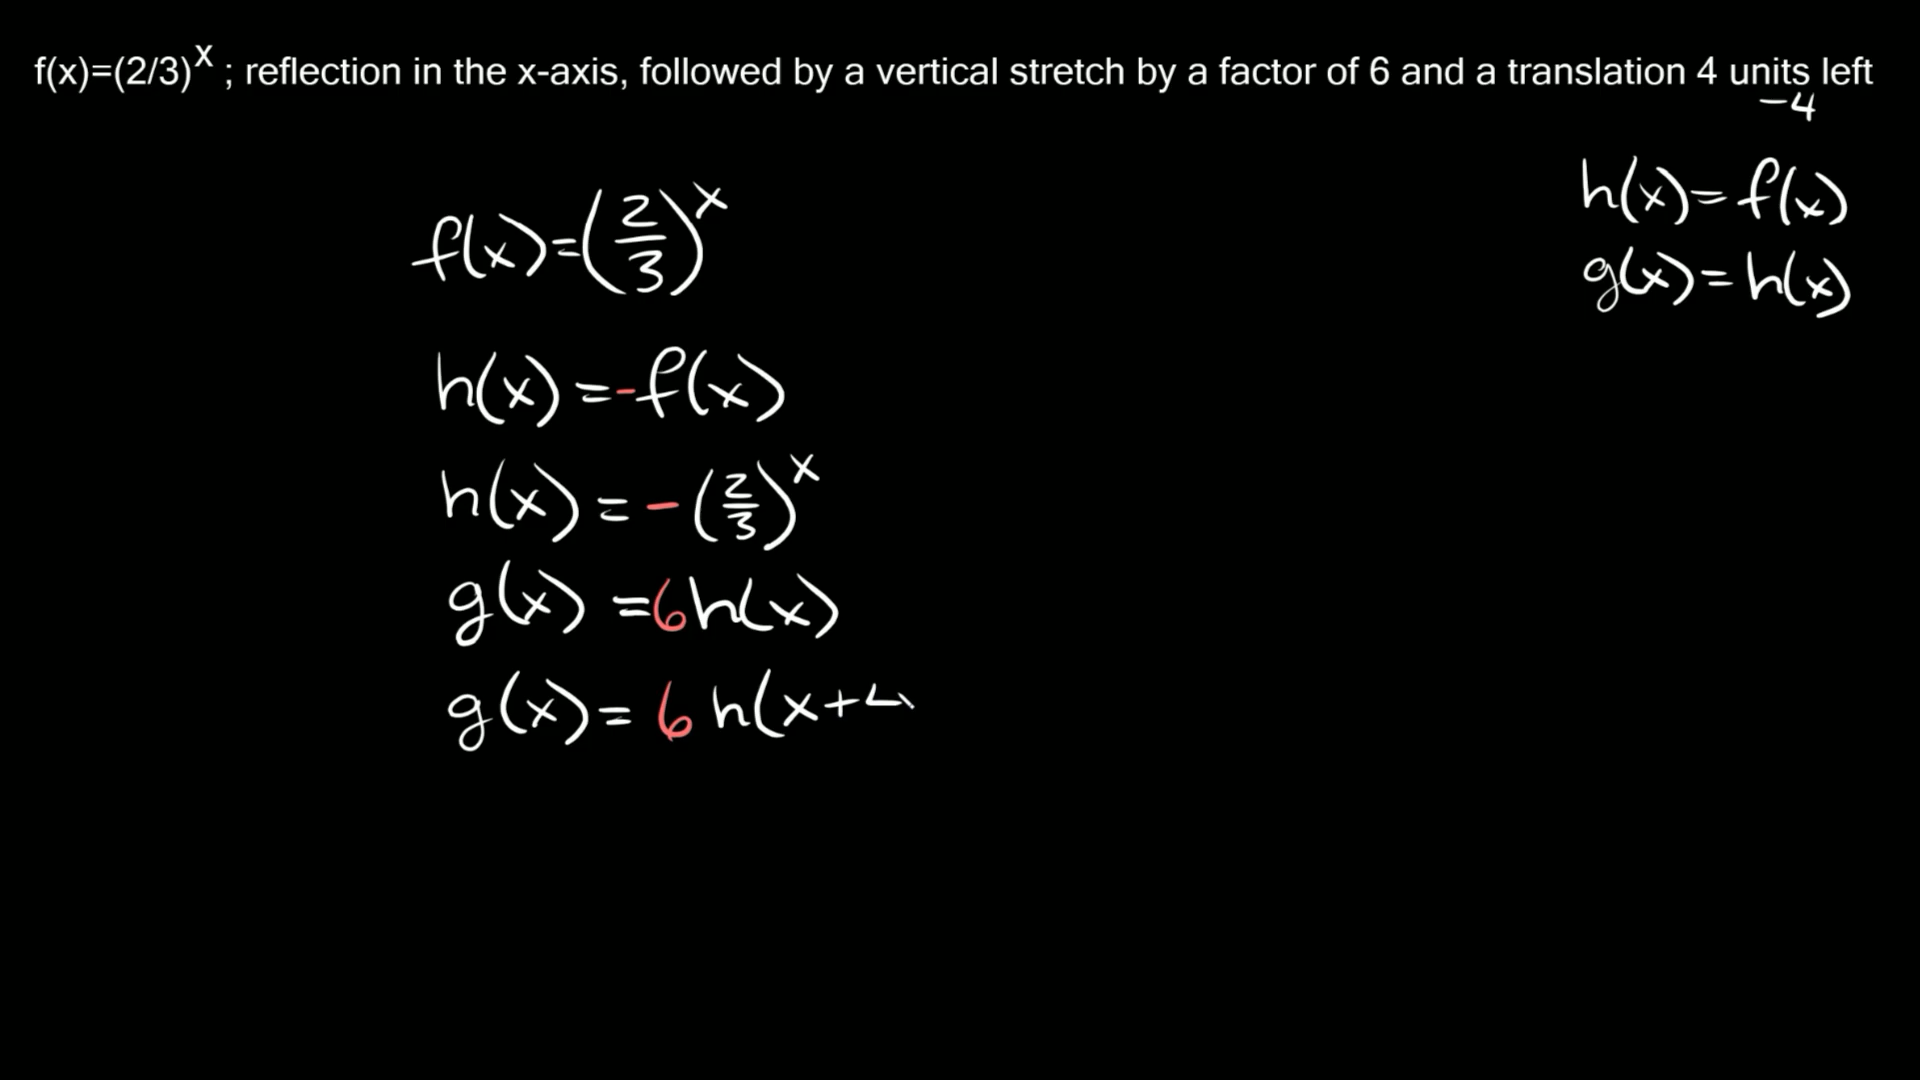 f(x)=(2/3)^x ; reflection in the x-axis, followed by a vertical stretch by a factor of 6 and a translation 4 units left
-4
h(x)=f(x)
g(x)=h(x)
f(x)=(2/3)^x
h(x)=-f(x)
h(x)=-(2/3)^x
g(x)=6h(x)
g(x)=6h(x+4